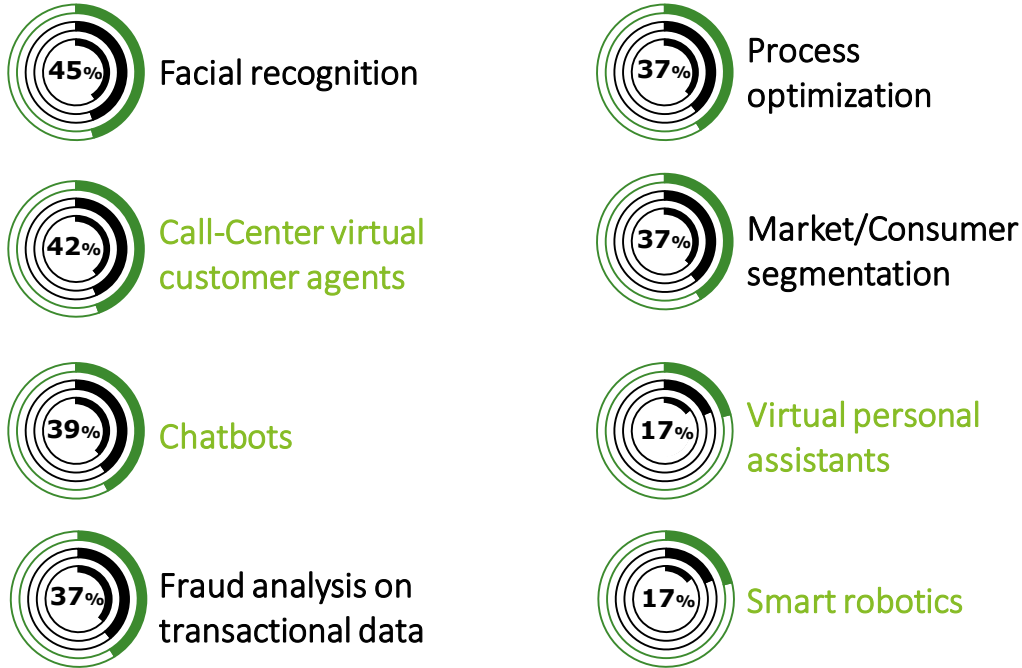 45%
Facial recognition
42%
Call-Center virtual
customer agents
39%
Chatbots
37%
Fraud analysis on
transactional data
37%
Process
optimization
37%
Market/Consumer
segmentation
17%
Virtual personal
assistants
17%
Smart robotics